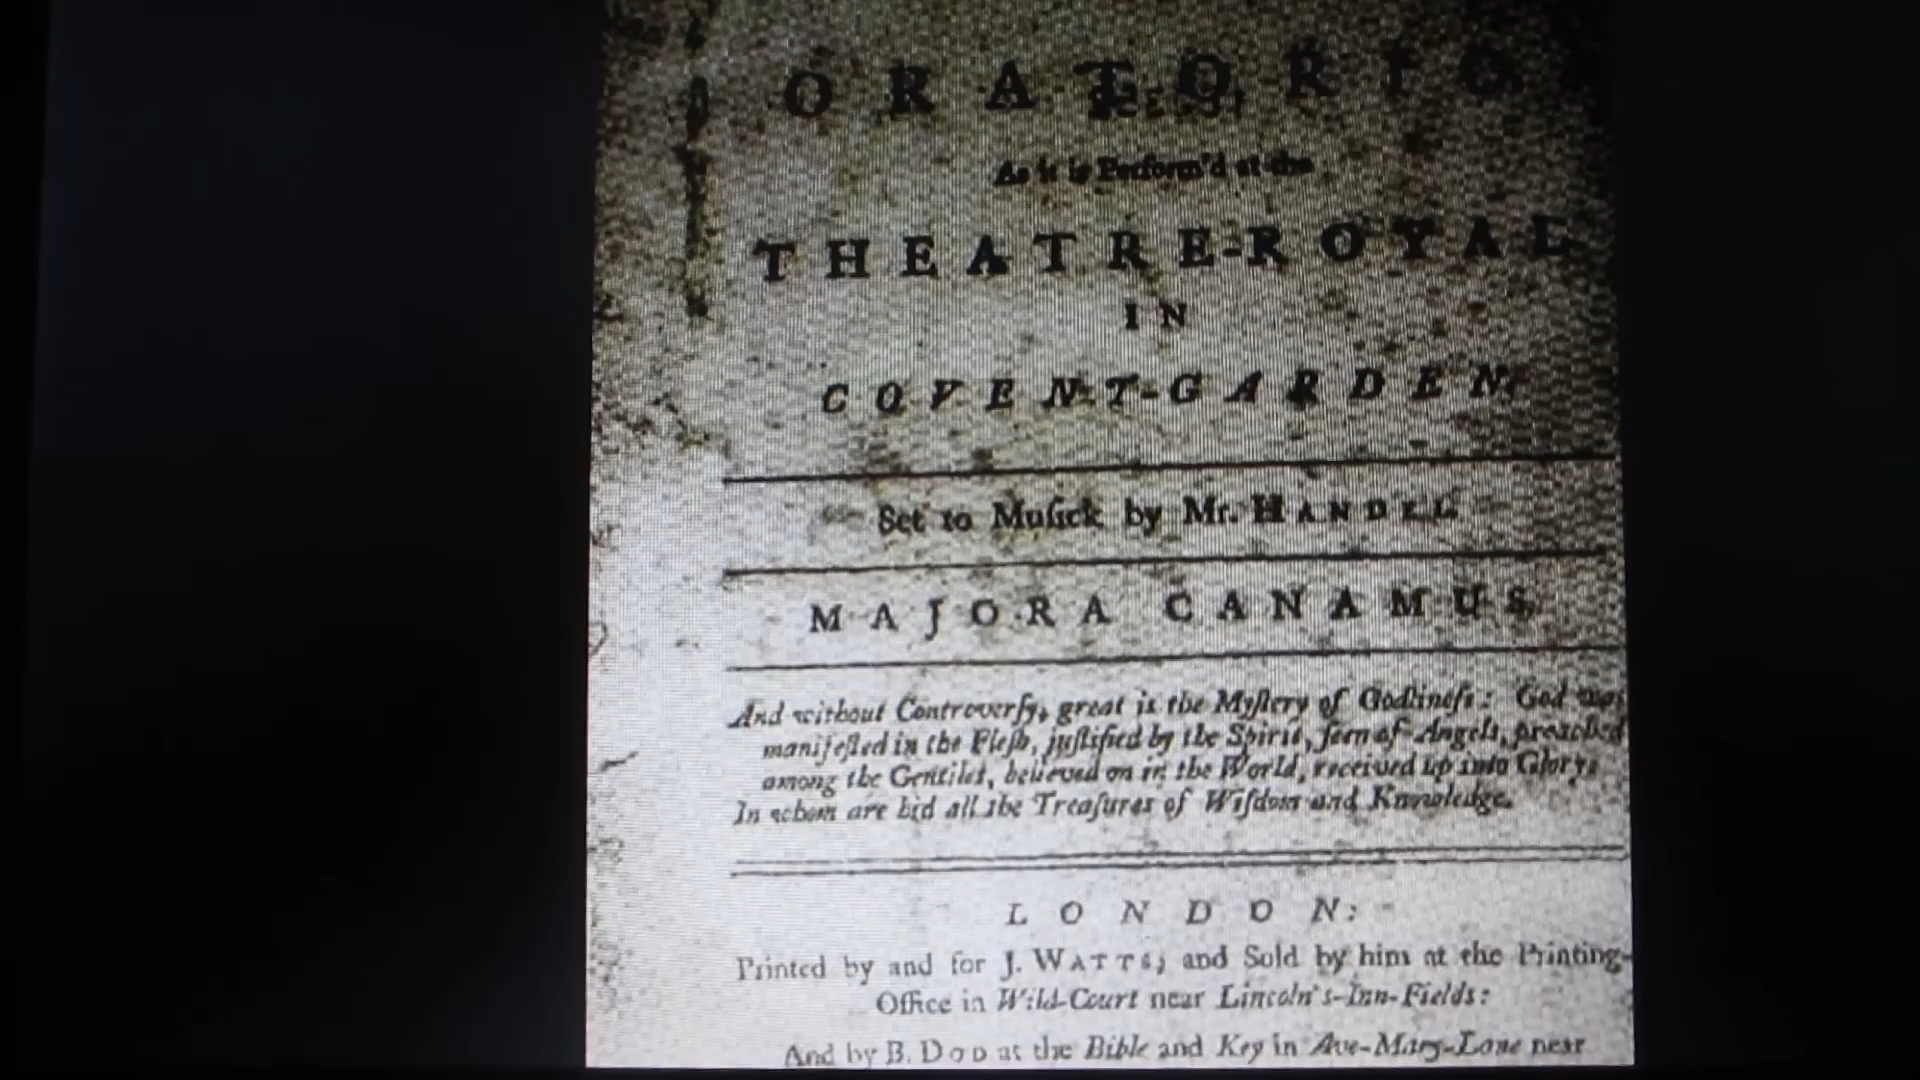 ORATORIO
As it is Perform'd at the
THEATRE-ROYAL
IN
COVENT-GARDEN.
Set to Muſick by Mr. HANDEL
MAJORA CANAMUS.
And without Controverſy, great is the Myſtery of Godlineſs: God was
manifeſted in the Fleſh, juſtified by the Spirit, ſeen of Angels, preached
among the Gentiles, believed on in the World, received up into Glory.
In whom are hid all the Treaſures of Wiſdom and Knowledge.
LONDON:
Printed by and for J. WATTS; and Sold by him at the Printing-
Office in Wild-Court near Lincoln's-Inn-Fields:
And by B. DOD at the Bible and Key in Ave-Mary-Lane near